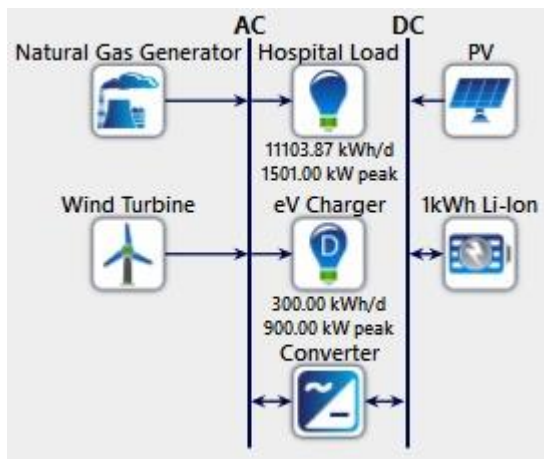 AC DC
Natural Gas Generator Hospital Load PV
11103.87 kWh/d
1501.00 kW peak
Wind Turbine eV Charger 1kWh Li-Ion
D
300.00 kWh/d
900.00 kW peak
Converter